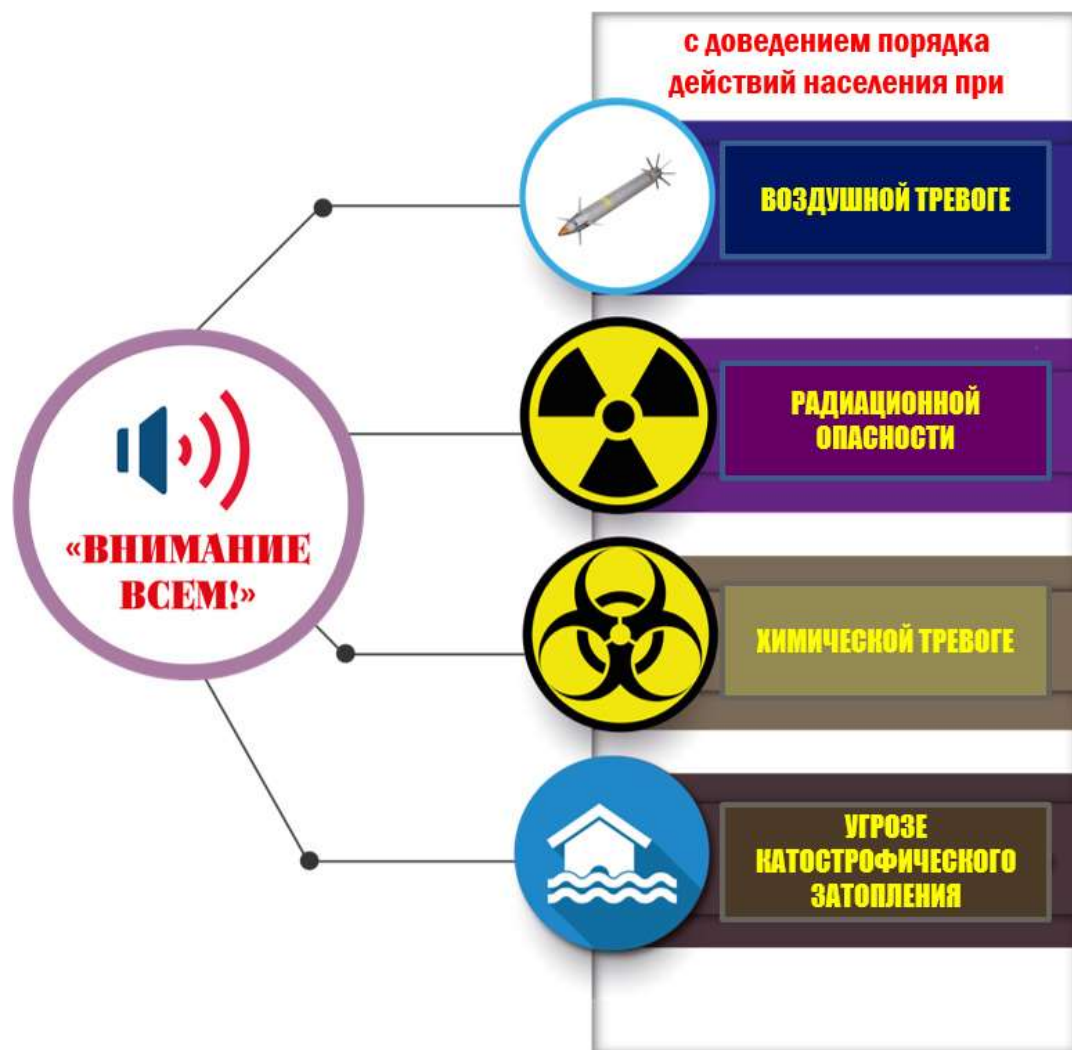 с доведением порядка
действий населения при
ВОЗДУШНОЙ ТРЕВОГЕ
РАДИАЦИОННОЙ
ОПАСНОСТИ
«ВНИМАНИЕ
ВСЕМ!»
ХИМИЧЕСКОЙ ТРЕВОГЕ
УГРОЗЕ
КАТОСТРОФИЧЕСКОГО
ЗАТОПЛЕНИЯ